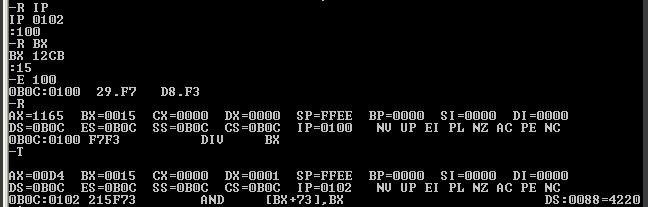 -R IP
IP 0102
:100
-R BX
BX 12CB
:15
-E 100
0B0C:0100  29.F7   D8.F3
-R
AX=1165  BX=0015  CX=0000  DX=0000  SP=FFEE  BP=0000  SI=0000  DI=0000
DS=0B0C  ES=0B0C  SS=0B0C  CS=0B0C  IP=0100   NV UP EI PL NZ AC PE NC
0B0C:0100 F7F3          DIV     BX
-T
AX=00D4  BX=0015  CX=0000  DX=0001  SP=FFEE  BP=0000  SI=0000  DI=0000
DS=0B0C  ES=0B0C  SS=0B0C  CS=0B0C  IP=0102   NV UP EI PL NZ AC PE NC
0B0C:0102 215F73        AND     [BX+73],BX                         DS:0088=4220